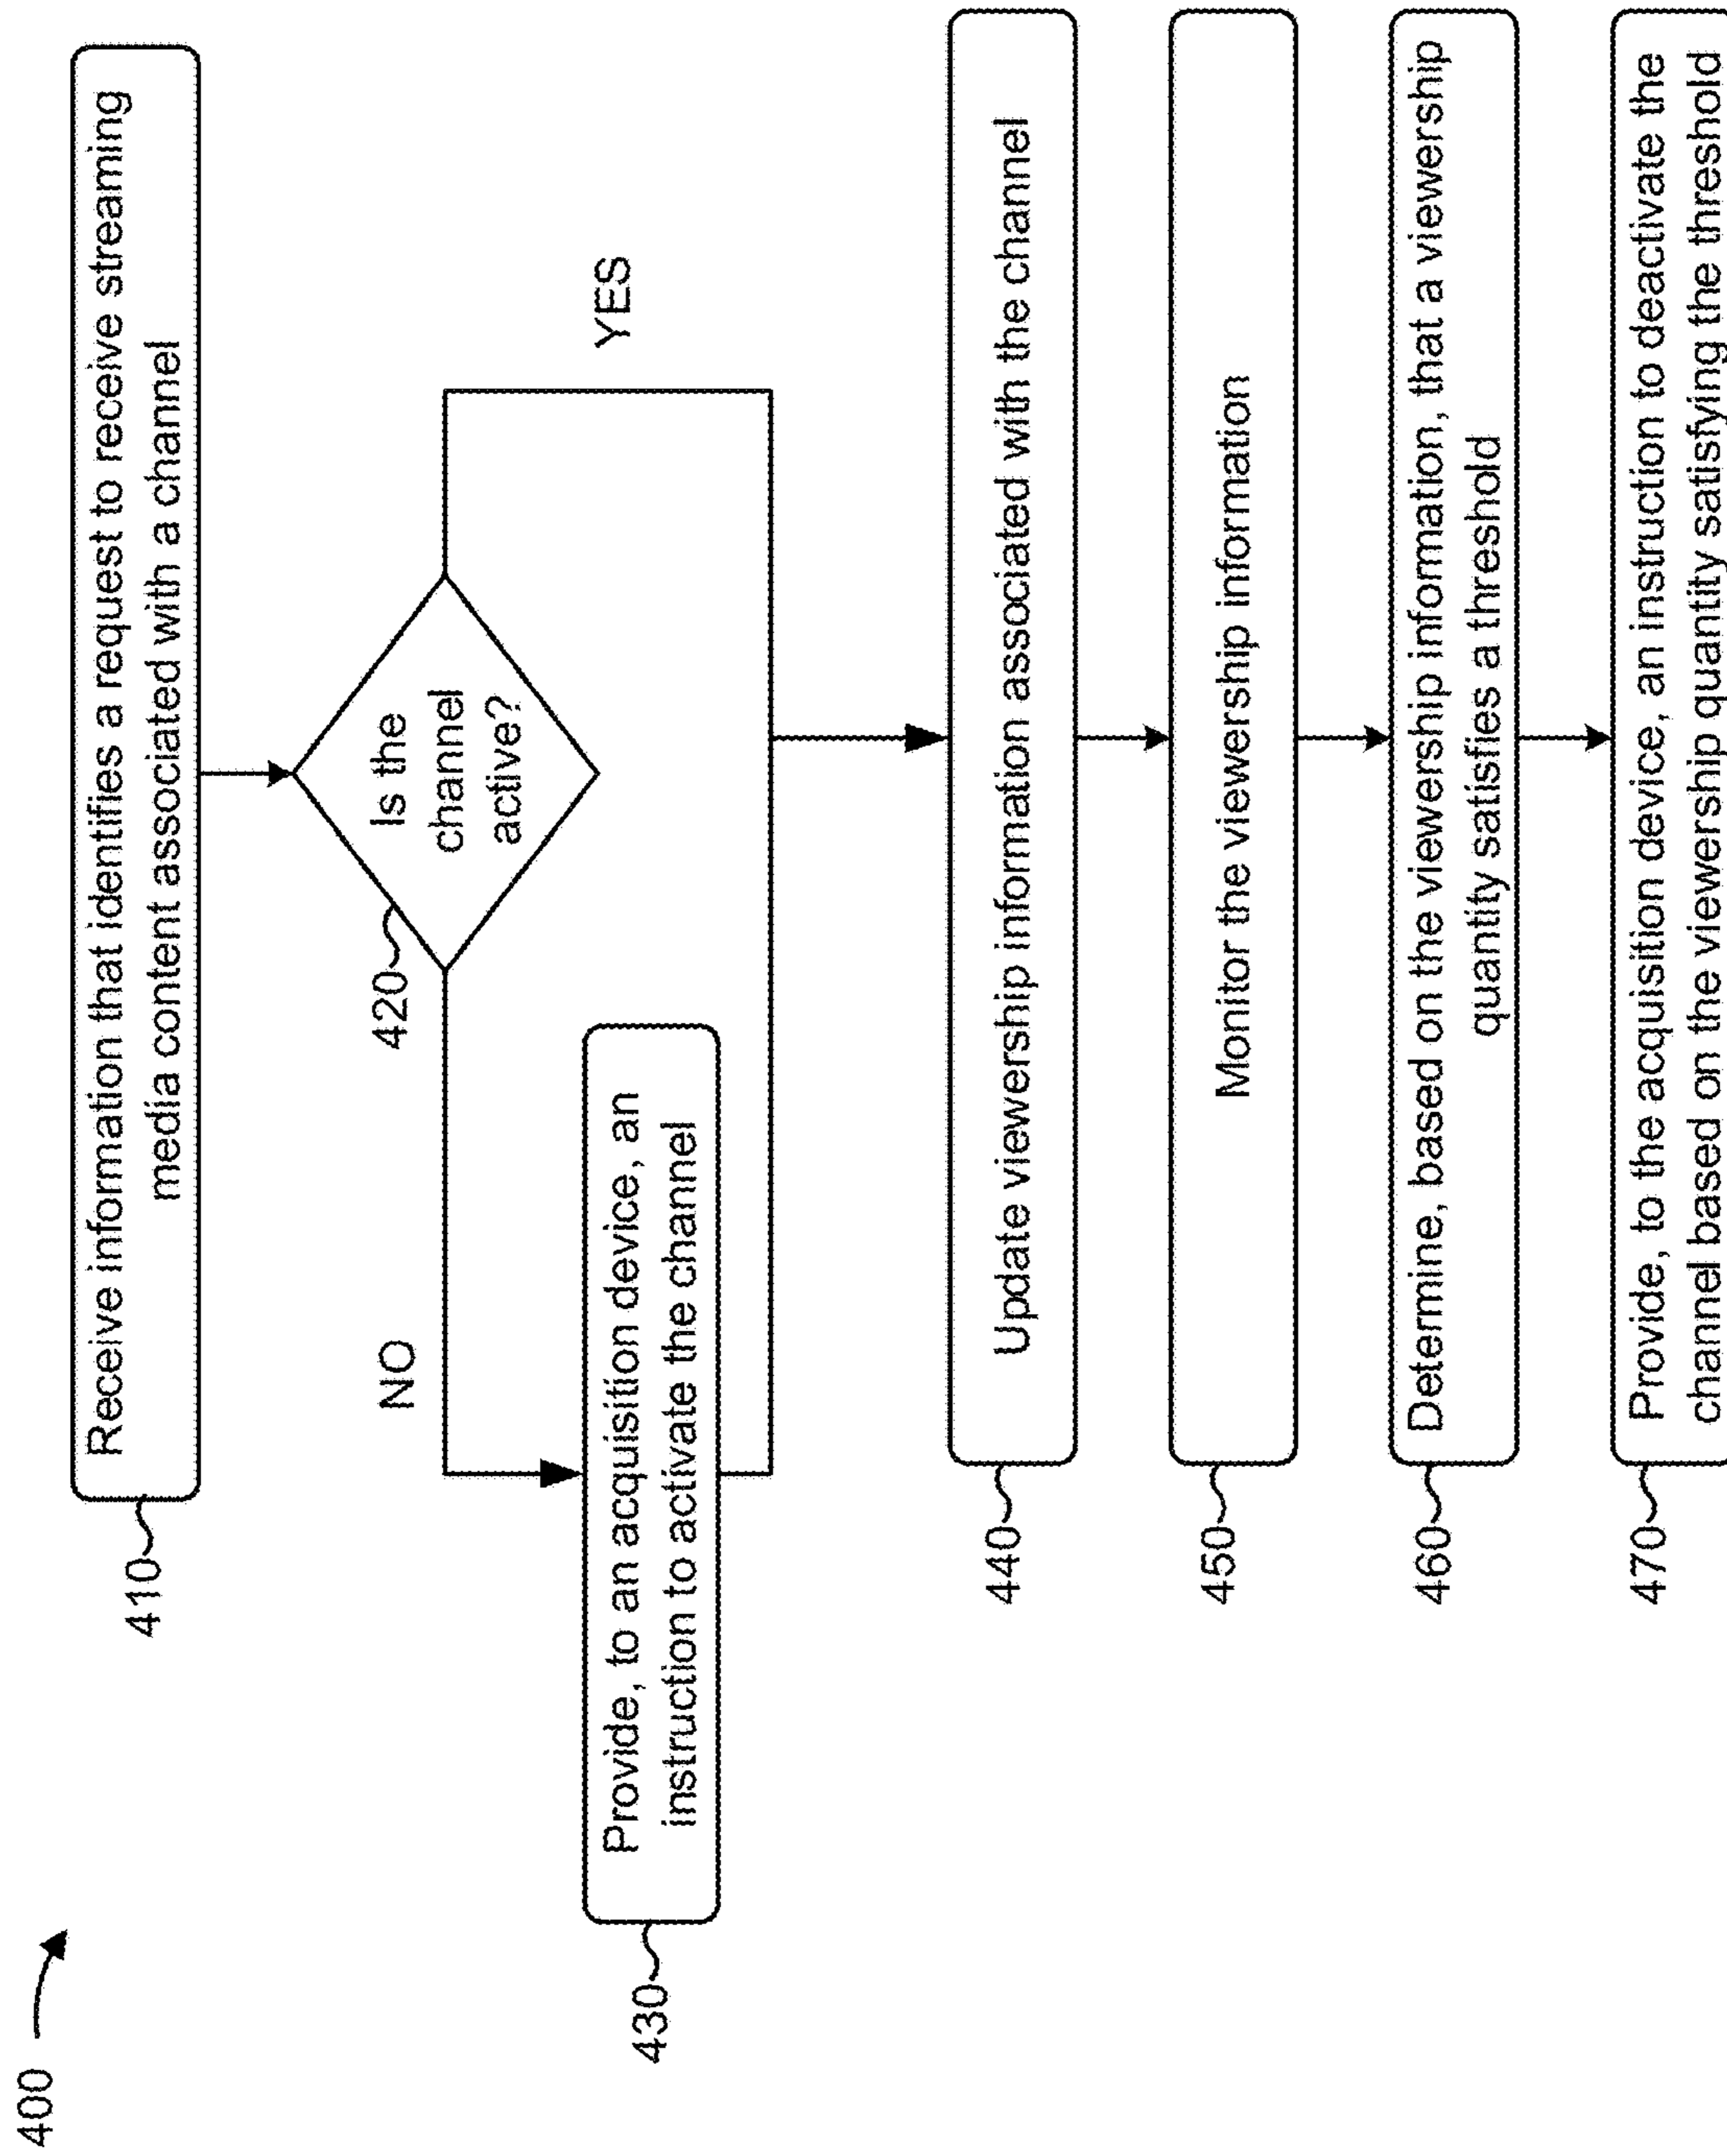 400
410
Receive information that identifies a request to receive streaming
media content associated with a channel
420
Is the
channel
active?
NO
YES
430
Provide, to an acquisition device, an
instruction to activate the channel
440
Update viewership information associated with the channel
450
Monitor the viewership information
460
Determine, based on the viewership information, that a viewership
quantity satisfies a threshold
470
Provide, to the acquisition device, an instruction to deactivate the
channel based on the viewership quantity satisfying the threshold